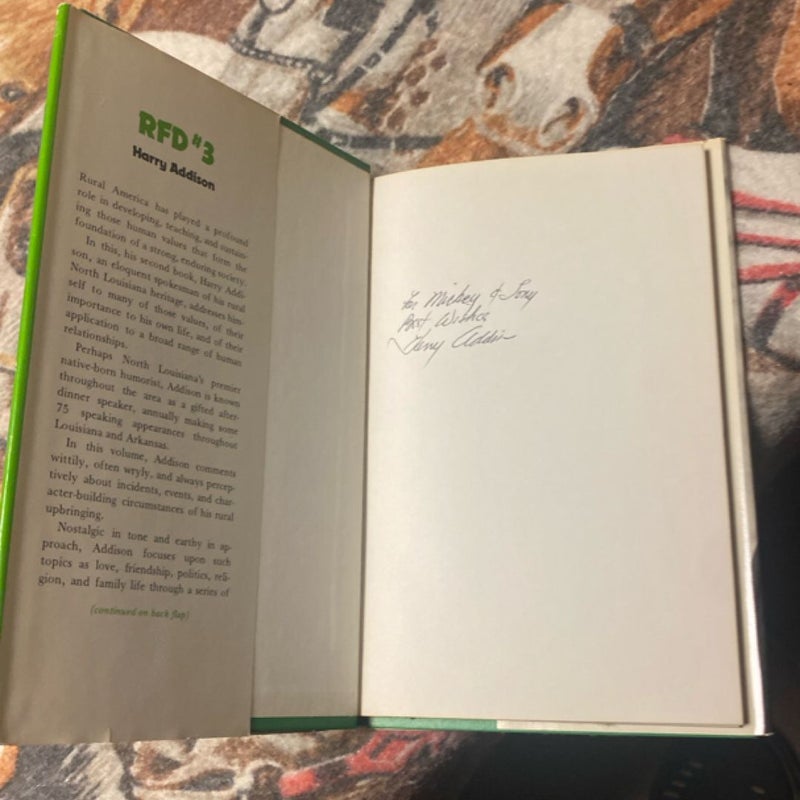 RFD #3
Harry Addison
Rural America has played a profound
role in developing, teaching, and sustain-
ing those human values that form the
foundation of a strong, enduring society.
In this, his second book, Harry Addi-
son, an eloquent spokesman of his rural
North Louisiana heritage, addresses him-
self to many of those values, of their
importance to his own life, and of their
application to a broad range of human
relationships.
Perhaps North Louisiana's premier
native-born humorist, Addison is known
throughout the area as a gifted after-
dinner speaker, annually making some
75 speaking appearances throughout
Louisiana and Arkansas.
In this volume, Addison comments
wittily, often wryly, and always percep-
tively about incidents, events, and char-
acter-building circumstances of his rural
upbringing.
Nostalgic in tone and earthy in ap-
proach, Addison focuses upon such
topics as love, friendship, politics, reli-
gion, and family life through a series of
(continued on back flap)
For Mickey &
Best Wishes
Harry Addison